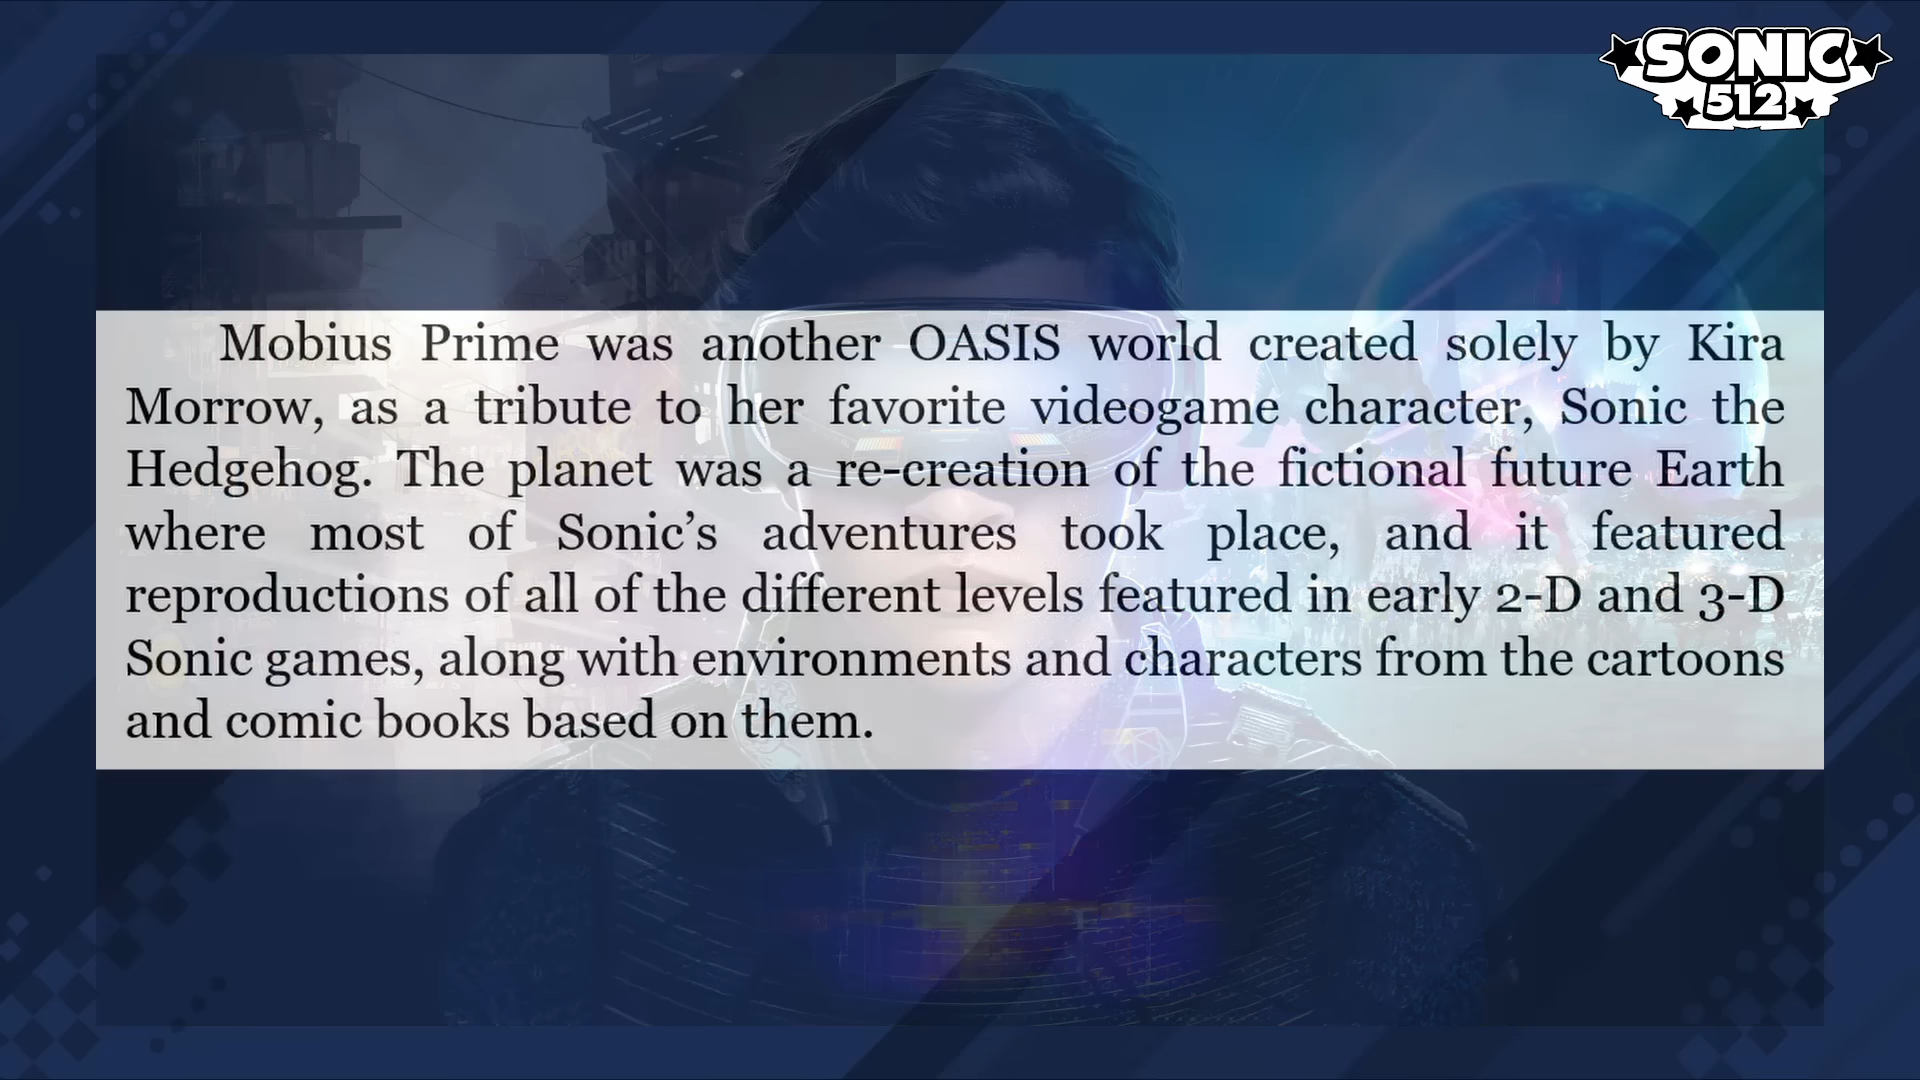 SONIC
512
Mobius Prime was another OASIS world created solely by Kira
Morrow, as a tribute to her favorite videogame character, Sonic the
Hedgehog. The planet was a re-creation of the fictional future Earth
where most of Sonic’s adventures took place, and it featured
reproductions of all of the different levels featured in early 2-D and 3-D
Sonic games, along with environments and characters from the cartoons
and comic books based on them.